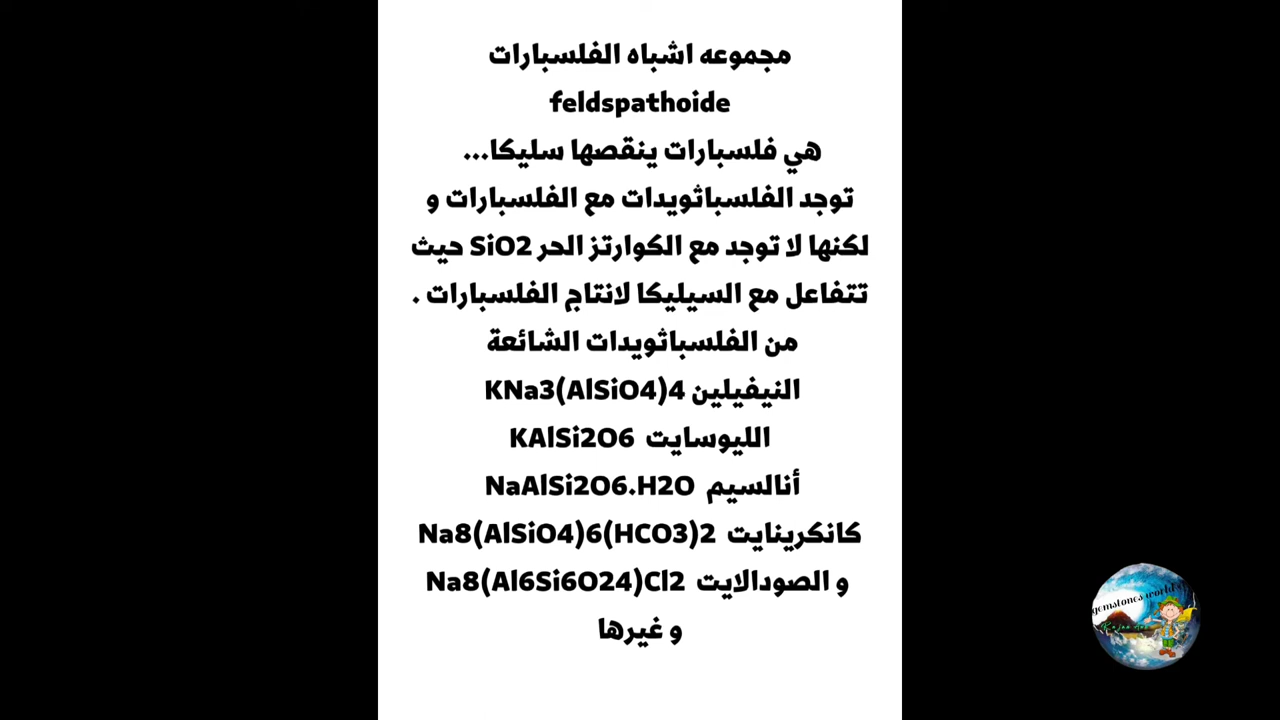 مجموعه اشباه الفلسبارات
feldspathoide
هي فلسبارات ينقصها سليكا...
توجد الفلسباثويدات مع الفلسبارات و
لكنها لا توجد مع الكوارتز الحر SiO2 حيث
تتفاعل مع السيليكا لانتاج الفلسبارات .
من الفلسباثويدات الشائعة
النيفيلين KNa3(AlSiO4)4
الليوسايت KAlSi2O6
أنالسيم NaAlSi2O6.H2O
كانكرينايت Na8(AlSiO4)6(HCO3)2
و الصودالايت Na8(Al6Si6O24)Cl2
و غيرها
gemstones world